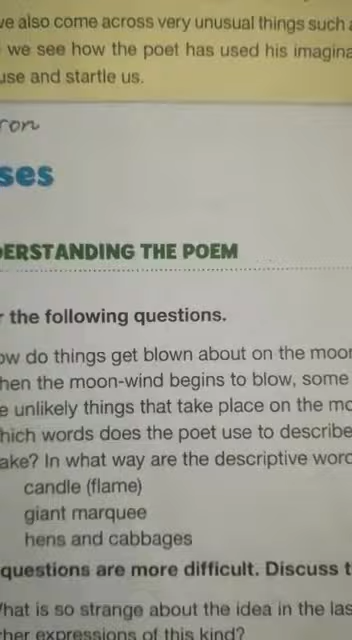 we also come across very unusual things such
we see how the poet has used his imagina
use and startle us.
ron
ses
DERSTANDING THE POEM
r the following questions.
ow do things get blown about on the moon
hen the moon-wind begins to blow, some
e unlikely things that take place on the mo
hich words does the poet use to describe
ake? In what way are the descriptive word
candle (flame)
giant marquee
hens and cabbages
questions are more difficult. Discuss t
What is so strange about the idea in the las
her expressions of this kind?